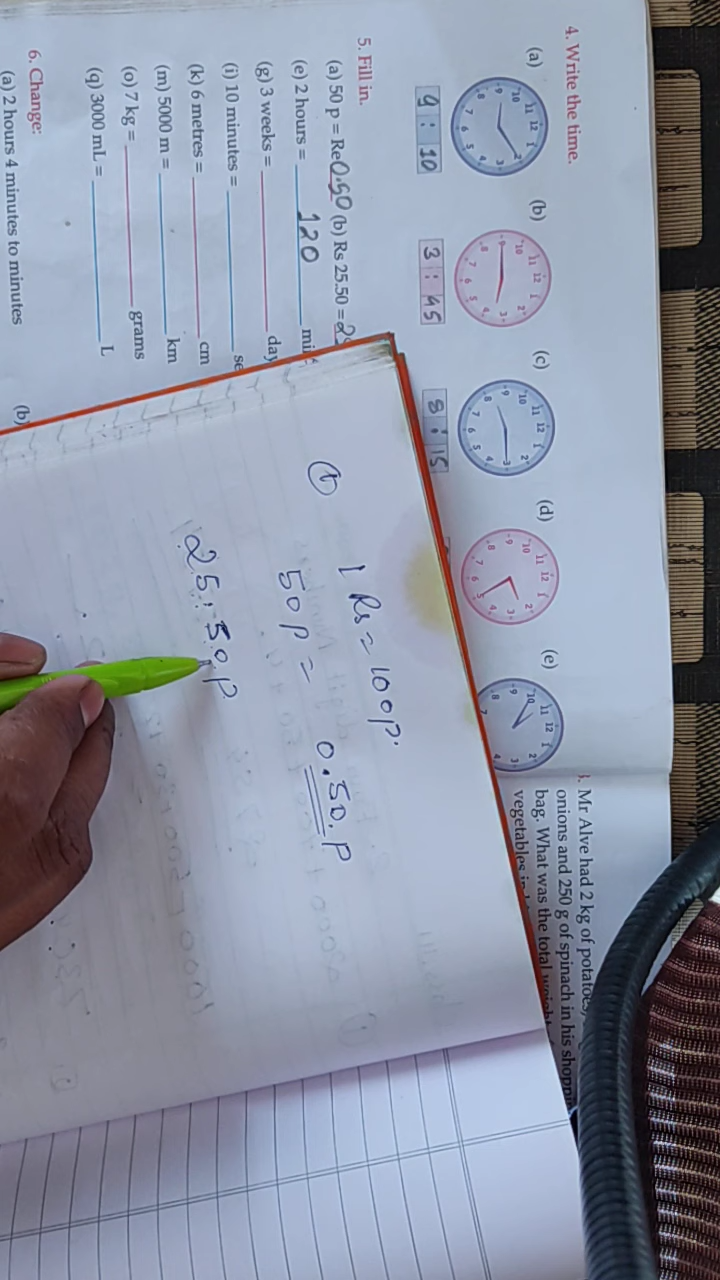 4. Write the time.
(a) (b) (c) (d) (e)
9 : 10 3 : 45 8 : 15
5. Fill in.
(a) 50 p = Re 0.50 (b) Rs 25.50 =
(e) 2 hours = 120
(g) 3 weeks =
(i) 10 minutes =
(k) 6 metres = cm
(m) 5000 m = km
(o) 7 kg = grams
(q) 3000 mL = L
6. Change:
(a) 2 hours 4 minutes to minutes (b)
Mr Alve had 2 kg of potatoes,
onions and 250 g of spinach in his
bag. What was the total
vegetables
1 Rs = 100p.
50p = 0.50.p
25.50.p